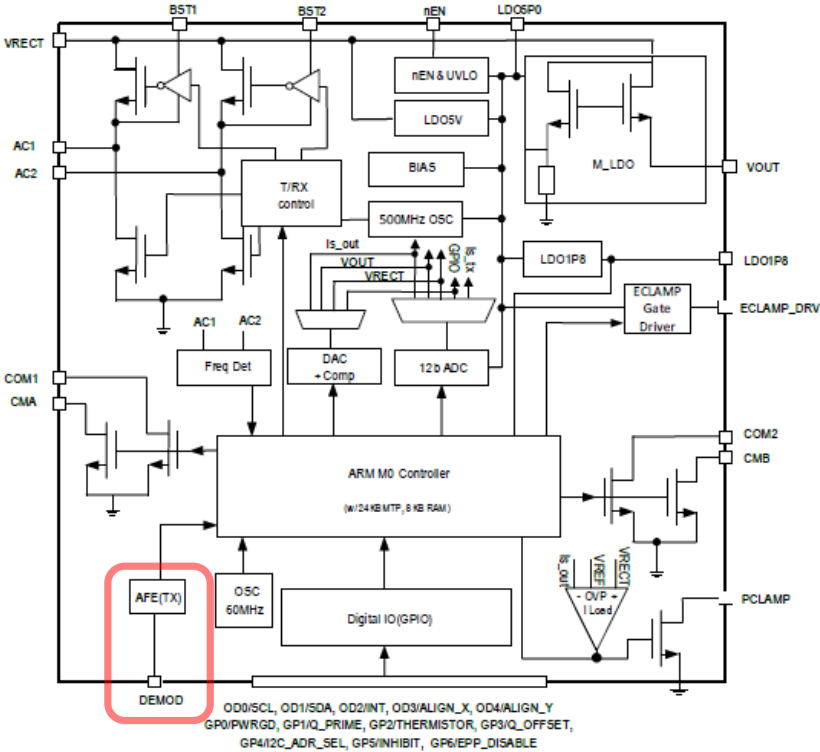 BST1 BST2 nEN LDO5P0
VRECT
nEN & UVLO
LDO5V
M_LDO
AC1
AC2
BIAS
VOUT
T/RX
control
500MHz OSC
Is_out
VOUT
VRECT
GPIO
Is_tx
LDO1P8
LDO1P8
ECLAMP
Gate
Driver
ECLAMP_DRV
AC1 AC2
Freq Det
DAC
+ Comp
12b ADC
COM1
CMA
COM2
CMB
ARM M0 Controller
(w/24KB MTP, 8 KB RAM)
AFE(TX)
OSC
60MHz
Digital IO(GPIO)
Is_out
VREF
VRECT
- OVP +
I Load
PCLAMP
DEMOD
OD0/SCL, OD1/SDA, OD2/INT, OD3/ALIGN_X, OD4/ALIGN_Y
GP0/PWRGD, GP1/Q_PRIME, GP2/THERMISTOR, GP3/Q_OFFSET,
GP4/I2C_ADR_SEL, GP5/INHIBIT, GP6/EPP_DISABLE